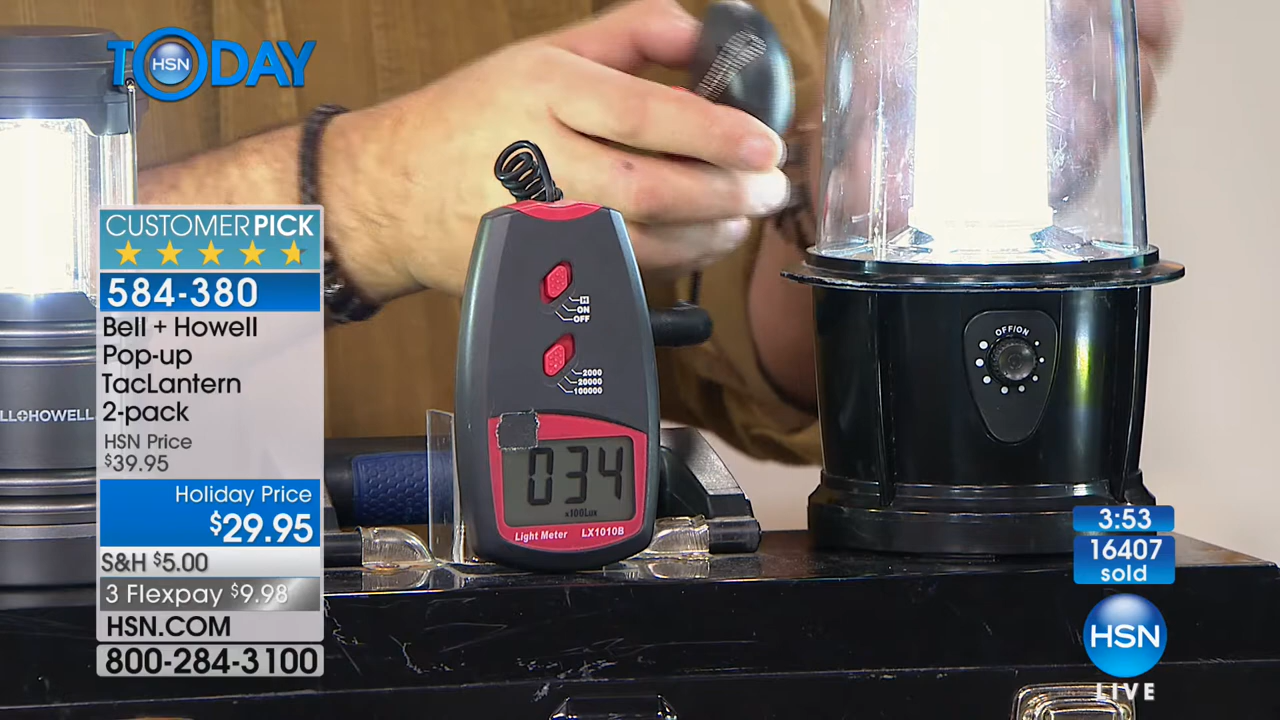 HSN
TODAY
CUSTOMER PICK
584-380
Bell + Howell
Pop-up
TacLantern
2-pack
HSN Price
$39.95
Holiday Price
$29.95
S&H $5.00
3 Flexpay $9.98
HSN.COM
800-284-3100
LL+HOWELL
H
ON
OFF
2000
20000
100000
034
x100Lux
Light Meter LX1010B
OFF/ON
3:53
16407
sold
HSN
LIVE